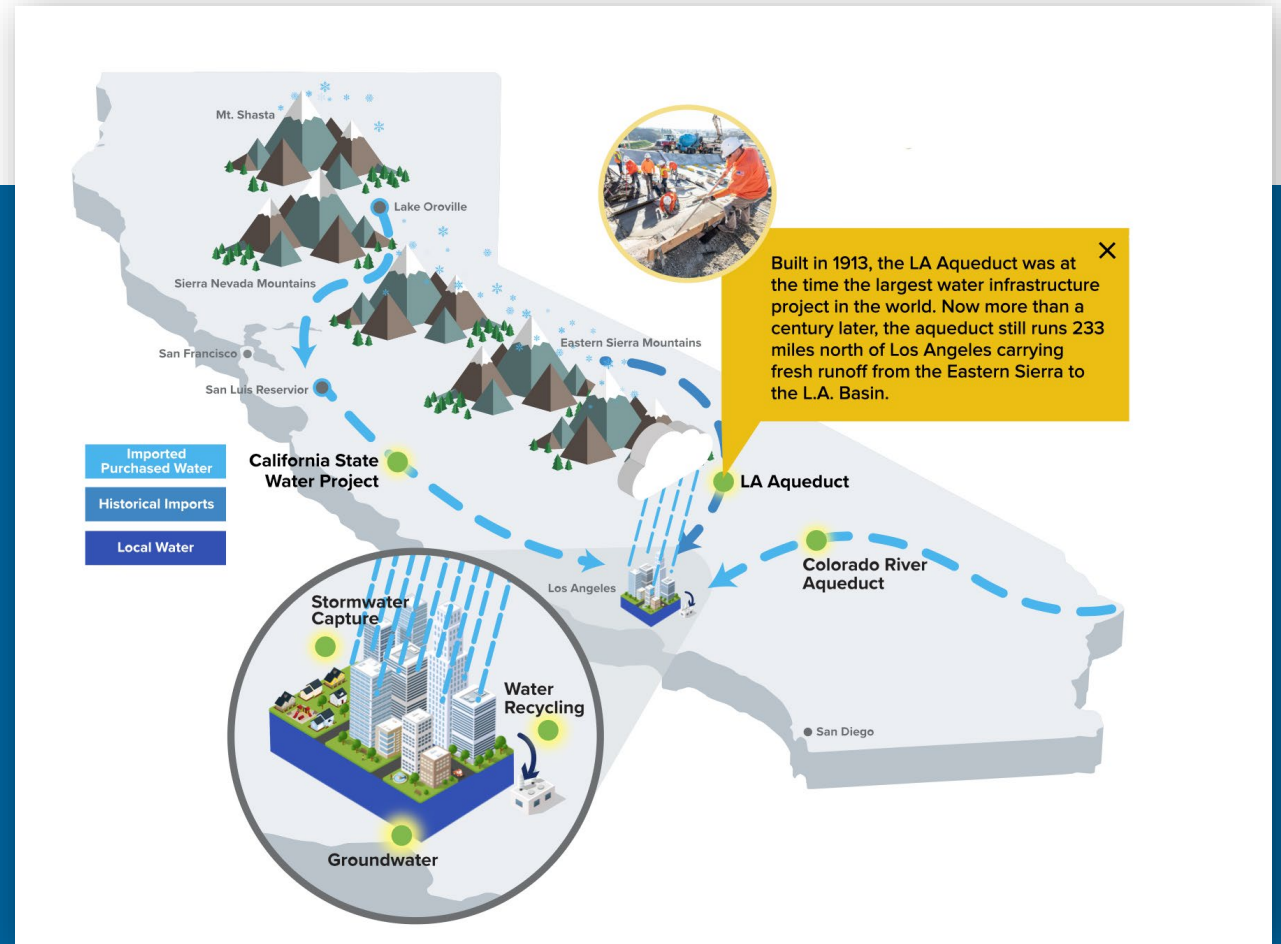 Mt. Shasta
Lake Oroville
Sierra Nevada Mountains
San Francisco
San Luis Reservior
Eastern Sierra Mountains
Built in 1913, the LA Aqueduct was at
the time the largest water infrastructure
project in the world. Now more than a
century later, the aqueduct still runs 233
miles north of Los Angeles carrying
fresh runoff from the Eastern Sierra to
the L.A. Basin.
Imported
Purchased Water
Historical Imports
Local Water
California State
Water Project
LA Aqueduct
Colorado River
Aqueduct
Los Angeles
Stormwater
Capture
Water
Recycling
Groundwater
San Diego